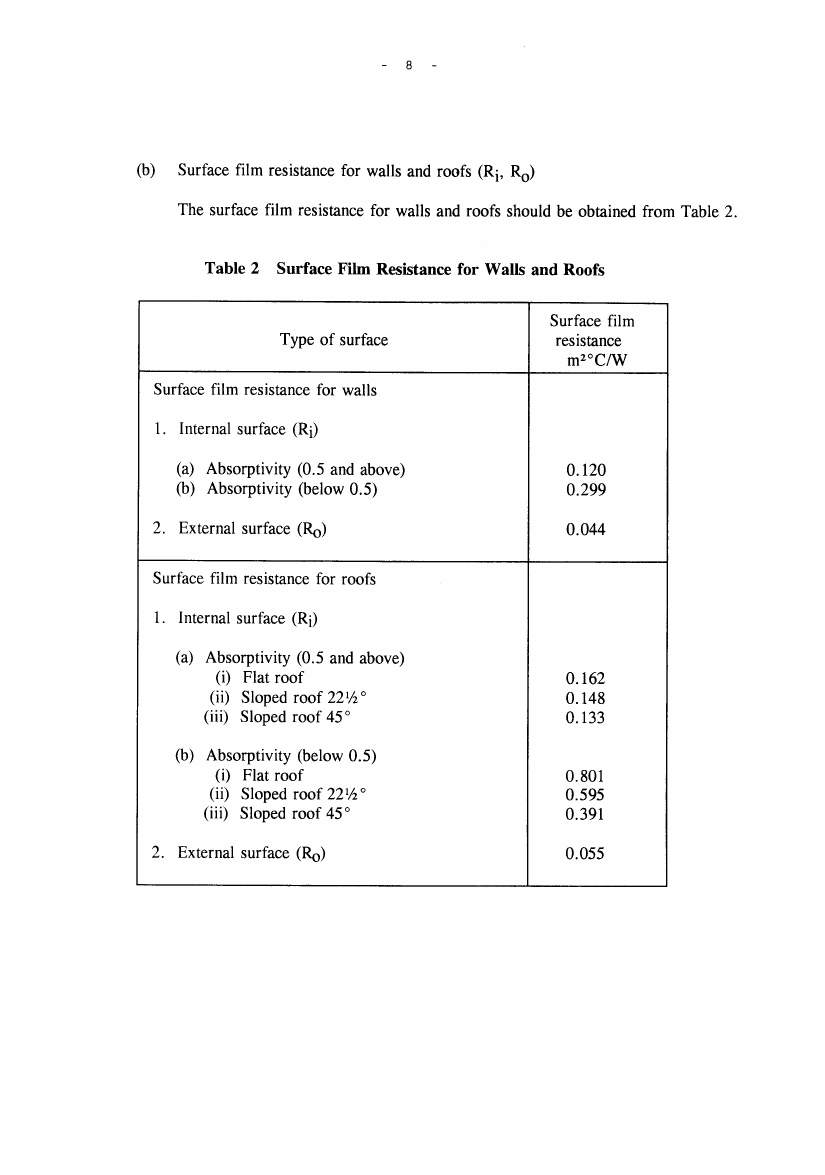 - 8 -
(b) Surface film resistance for walls and roofs (Ri, Ro)
The surface film resistance for walls and roofs should be obtained from Table 2.
Table 2 Surface Film Resistance for Walls and Roofs
Type of surface
Surface film
resistance
m²°C/W
Surface film resistance for walls
1. Internal surface (Ri)
(a) Absorptivity (0.5 and above) 0.120
(b) Absorptivity (below 0.5) 0.299
2. External surface (Ro) 0.044
Surface film resistance for roofs
1. Internal surface (Ri)
(a) Absorptivity (0.5 and above)
(i) Flat roof 0.162
(ii) Sloped roof 22½° 0.148
(iii) Sloped roof 45° 0.133
(b) Absorptivity (below 0.5)
(i) Flat roof 0.801
(ii) Sloped roof 22½° 0.595
(iii) Sloped roof 45° 0.391
2. External surface (Ro) 0.055